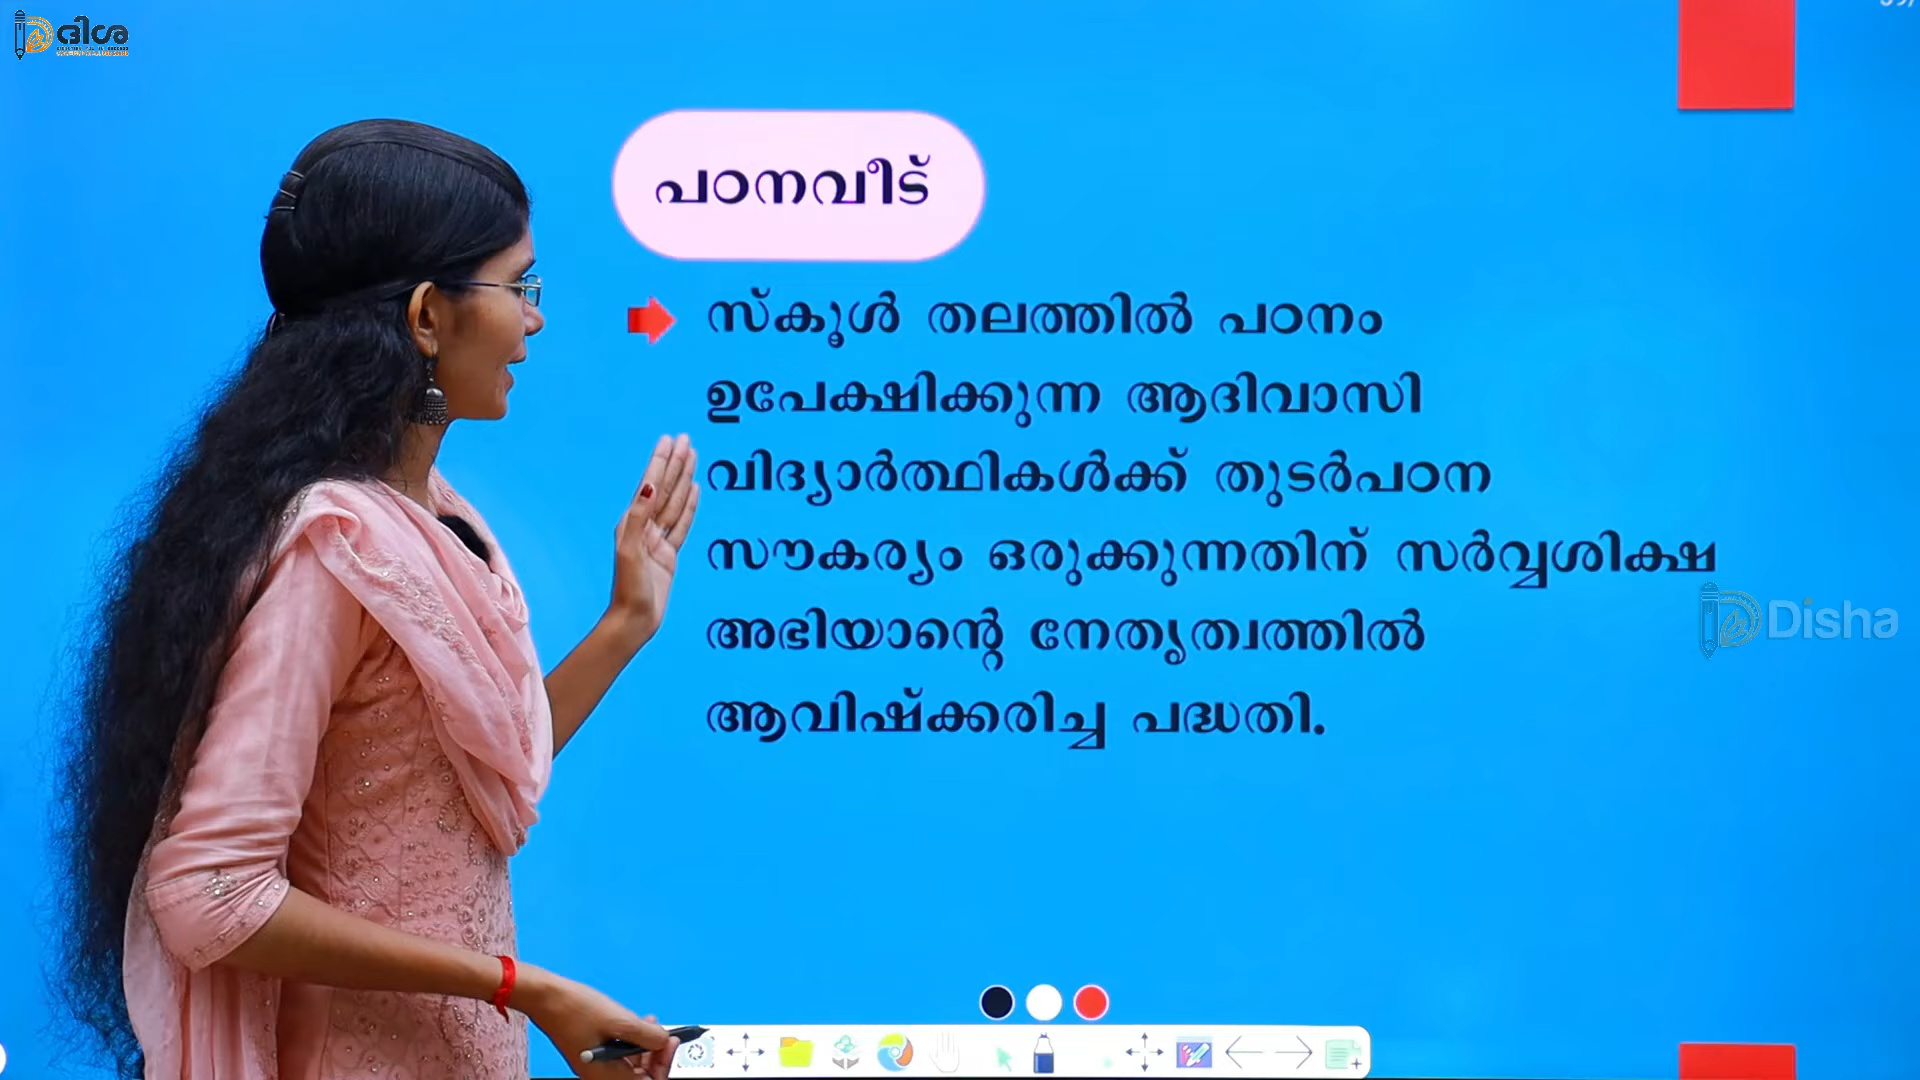 ദിശ
പഠനവീട്
സ്കൂൾ തലത്തിൽ പഠനം
ഉപേക്ഷിക്കുന്ന ആദിവാസി
വിദ്യാർത്ഥികൾക്ക് തുടർപഠന
സൗകര്യം ഒരുക്കുന്നതിന് സർവ്വശിക്ഷ
അഭിയാന്റെ നേതൃത്വത്തിൽ
ആവിഷ്ക്കരിച്ച പദ്ധതി.
Disha